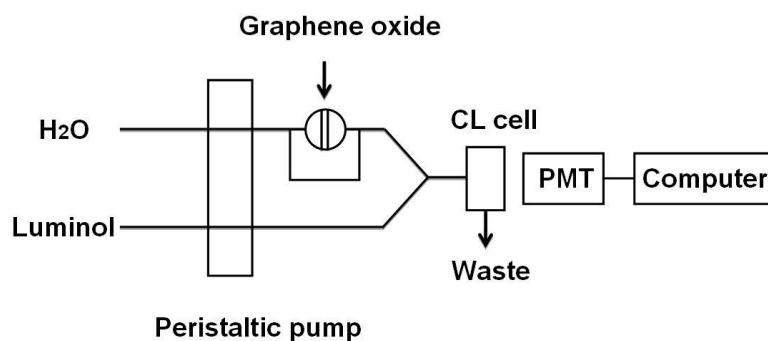 Graphene oxide
H2O
CL cell
PMT
Computer
Luminol
Waste
Peristaltic pump